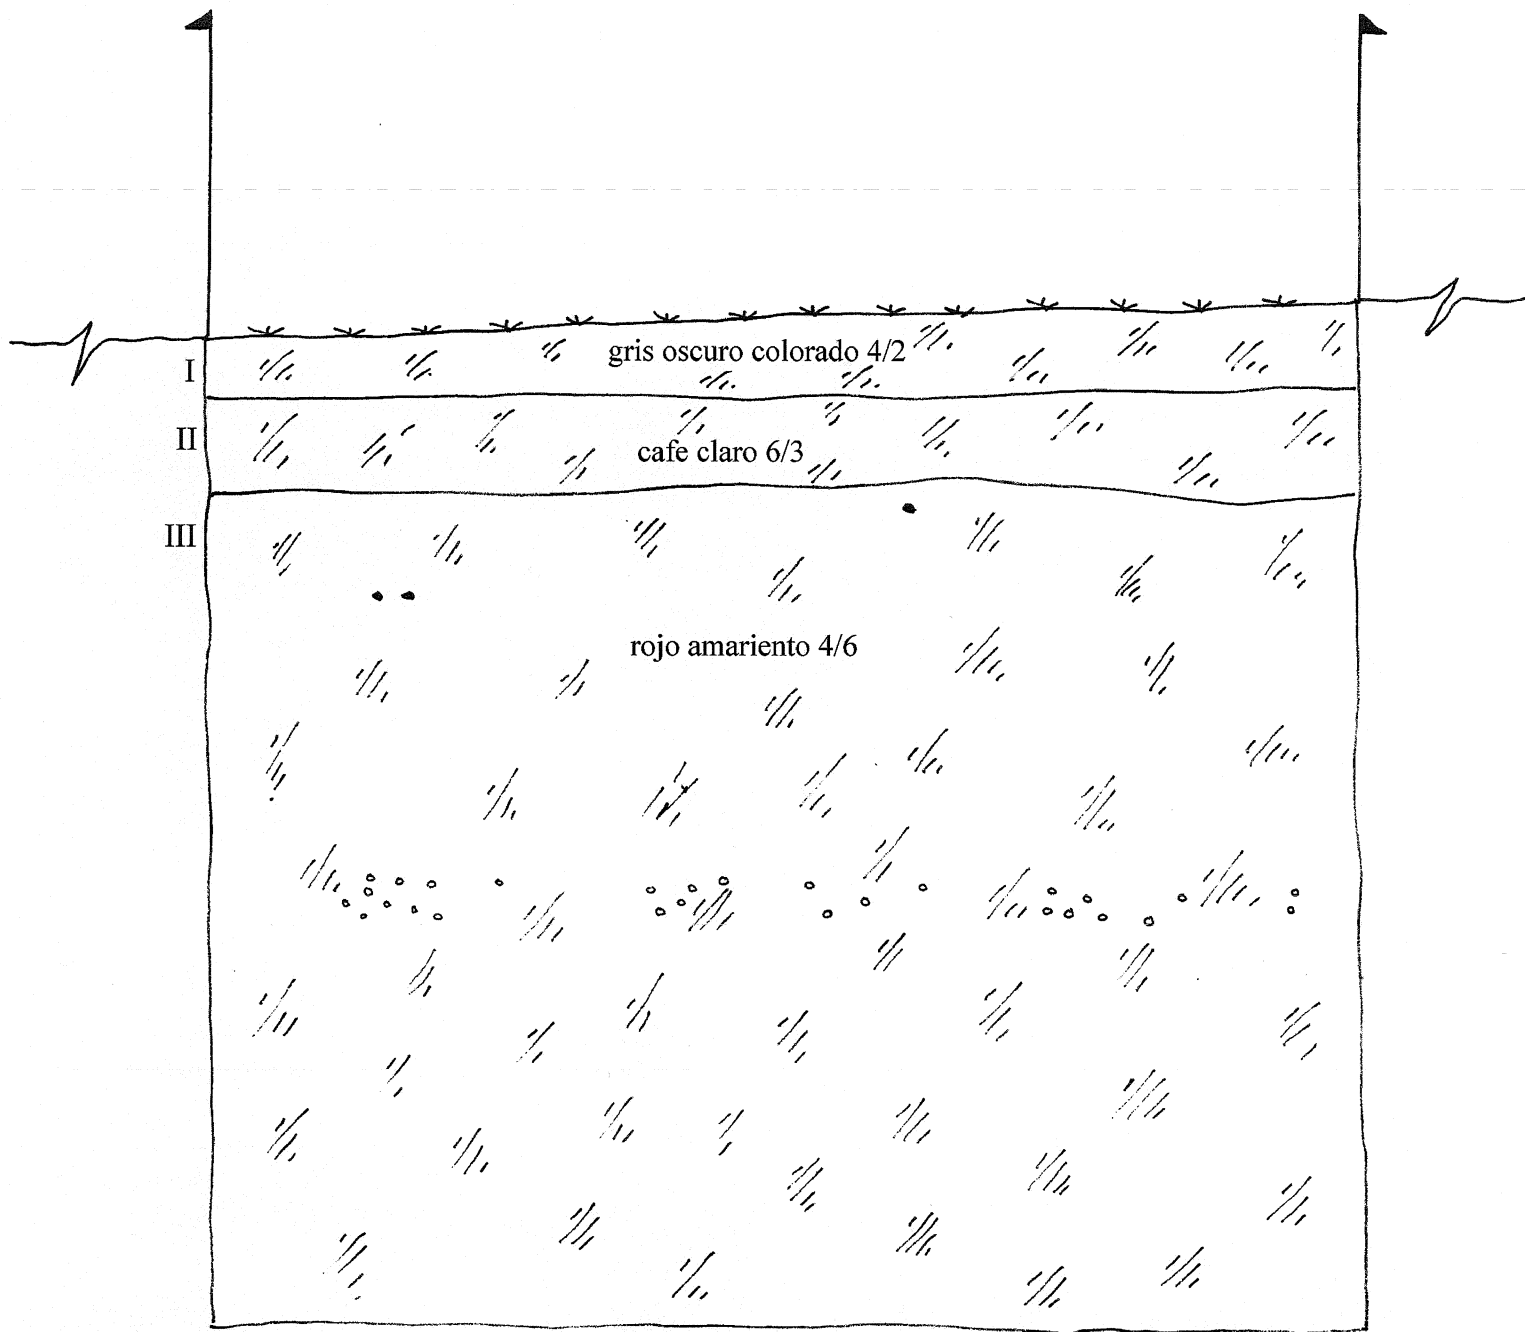 I
gris oscuro colorado 4/2
II
cafe claro 6/3
III
rojo amariento 4/6